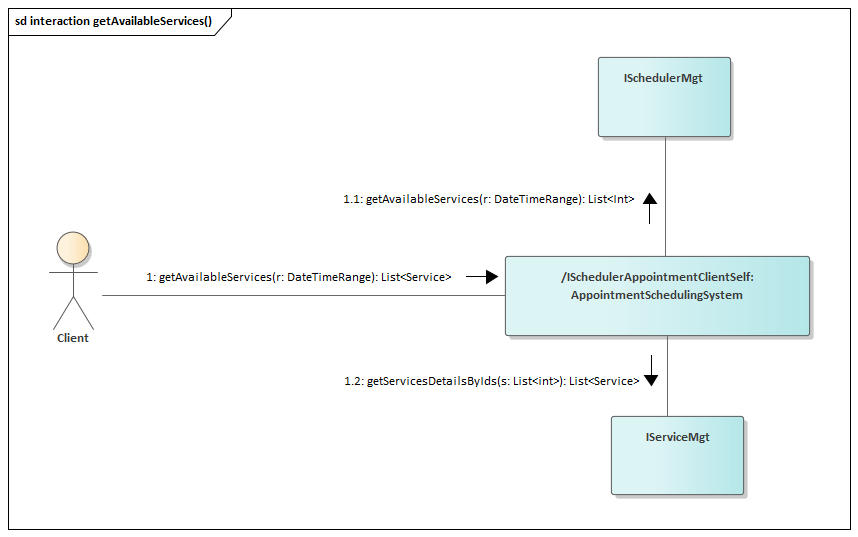 sd interaction getAvailableServices()
ISchedulerMgt
1.1: getAvailableServices(r: DateTimeRange): List<Int>
1: getAvailableServices(r: DateTimeRange): List<Service>
/ISchedulerAppointmentClientSelf:
AppointmentSchedulingSystem
Client
1.2: getServicesDetailsByIds(s: List<int>): List<Service>
IServiceMgt